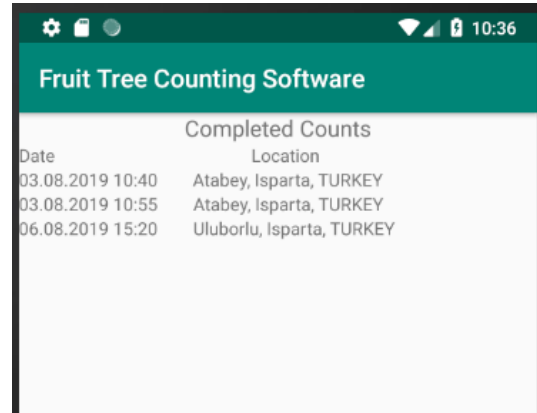 10:36
Fruit Tree Counting Software
Completed Counts
Date Location
03.08.2019 10:40 Atabey, Isparta, TURKEY
03.08.2019 10:55 Atabey, Isparta, TURKEY
06.08.2019 15:20 Uluborlu, Isparta, TURKEY